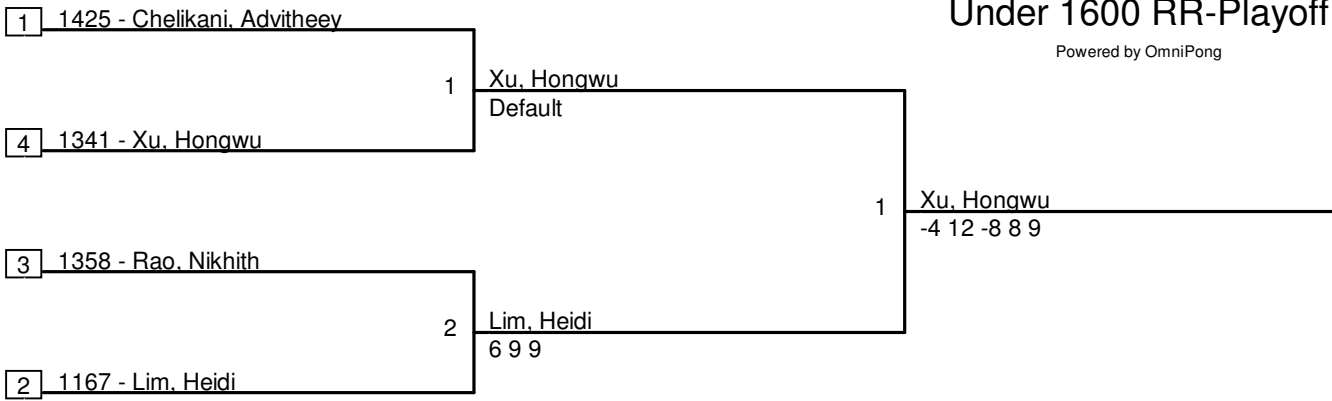 Under 1600 RR-Playoff
Powered by OmniPong
1 1425 - Chelikani, Advitheey
1 Xu, Hongwu
Default
4 1341 - Xu, Hongwu
1 Xu, Hongwu
-4 12 -8 8 9
3 1358 - Rao, Nikhith
2 Lim, Heidi
6 9 9
2 1167 - Lim, Heidi